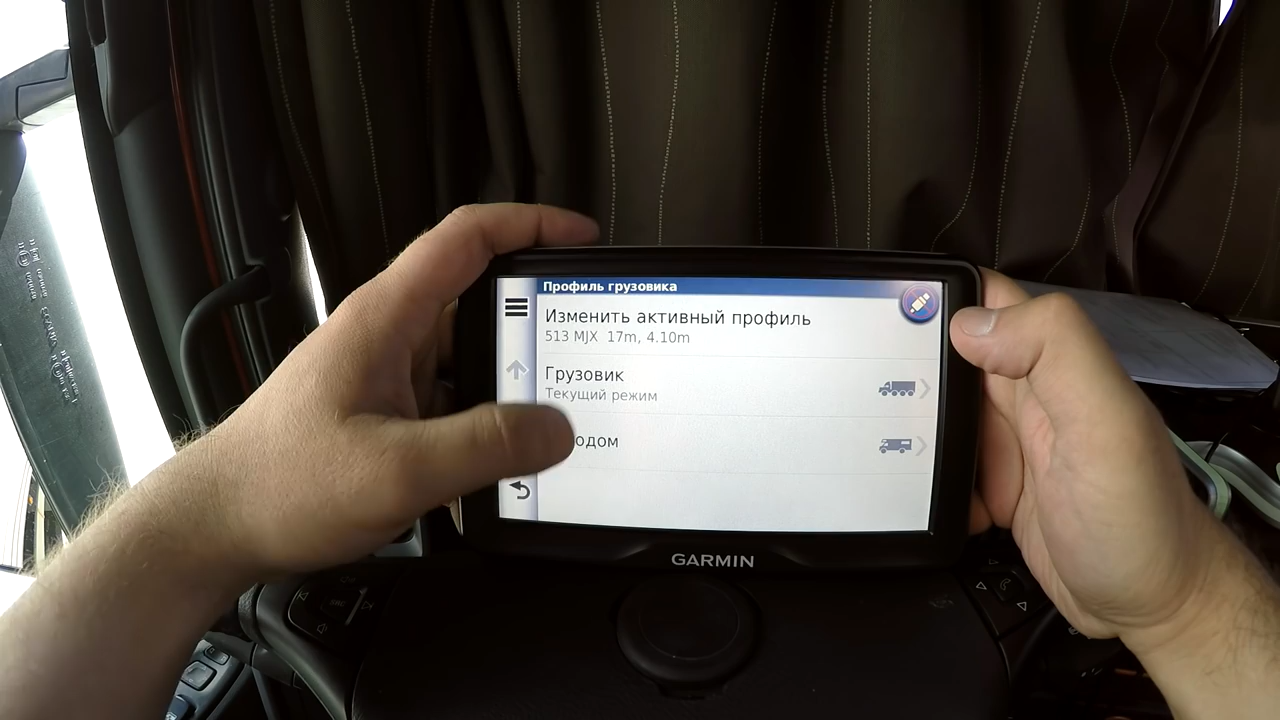 Профиль грузовика
Изменить активный профиль
513 MJX 17m, 4.10m
Грузовик
Текущий режим
одом
GARMIN